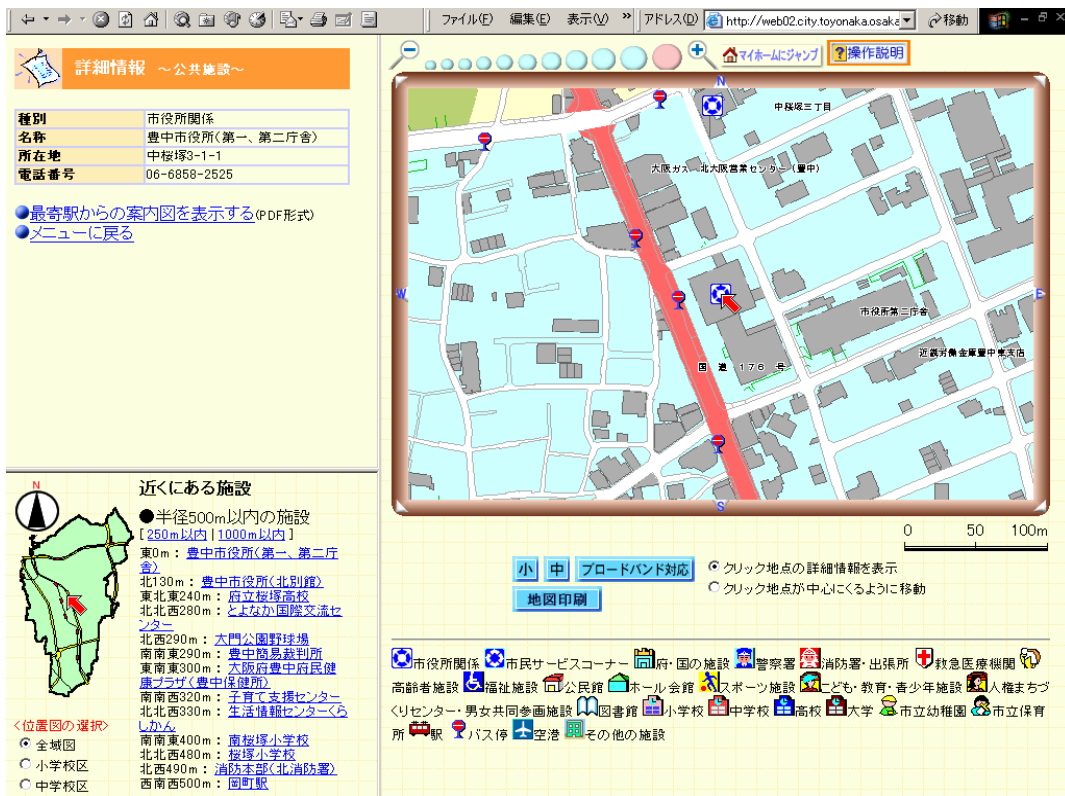 ファイル(F) 編集(E) 表示(V) » アドレス(D) http://web02.city.toyonaka.osaka 移動
詳細情報 ～公共施設～
種別 市役所関係
名称 豊中市役所(第一、第二庁舎)
所在地 中桜塚3-1-1
電話番号 06-6858-2525
最寄駅からの案内図を表示する(PDF形式)
メニューに戻る
マイホームにジャンプ ?操作説明
N
中桜塚三丁目
大阪ガス 北大阪営業センター(豊中)
W
E
市役所第二庁舎
近畿労働金庫豊中東支店
国道176号
S
0 50 100m
小 中 ブロードバンド対応
地図印刷
クリック地点の詳細情報を表示
クリック地点が中心にくるように移動
N
近くにある施設
●半径500m以内の施設
[250m以内 | 1000m以内]
東0m： 豊中市役所(第一、第二庁
舎)
北130m： 豊中市役所(北別館)
東北東240m： 府立桜塚高校
北北西280m： とよなか国際交流セ
ンター
北西290m： 大門公園野球場
南南東290m： 豊中簡易裁判所
東南東300m： 大阪府豊中府民健
康プラザ(豊中保健所)
南南西320m： 子育て支援センター
北北西330m： 生活情報センターくら
しかん
南南東400m： 南桜塚小学校
北北西480m： 桜塚小学校
北西490m： 消防本部(北消防署)
西南西500m： 岡町駅
<位置図の選択>
全域図
小学校区
中学校区
市役所関係 市民サービスコーナー 府・国の施設 警察署 消防署・出張所 救急医療機関
高齢者施設 福祉施設 公民館 ホール会館 スポーツ施設 こども・教育・青少年施設 人権まちづ
くりセンター・男女共同参画施設 図書館 小学校 中学校 高校 大学 市立幼稚園 市立保育
所 駅 バス停 空港 その他の施設